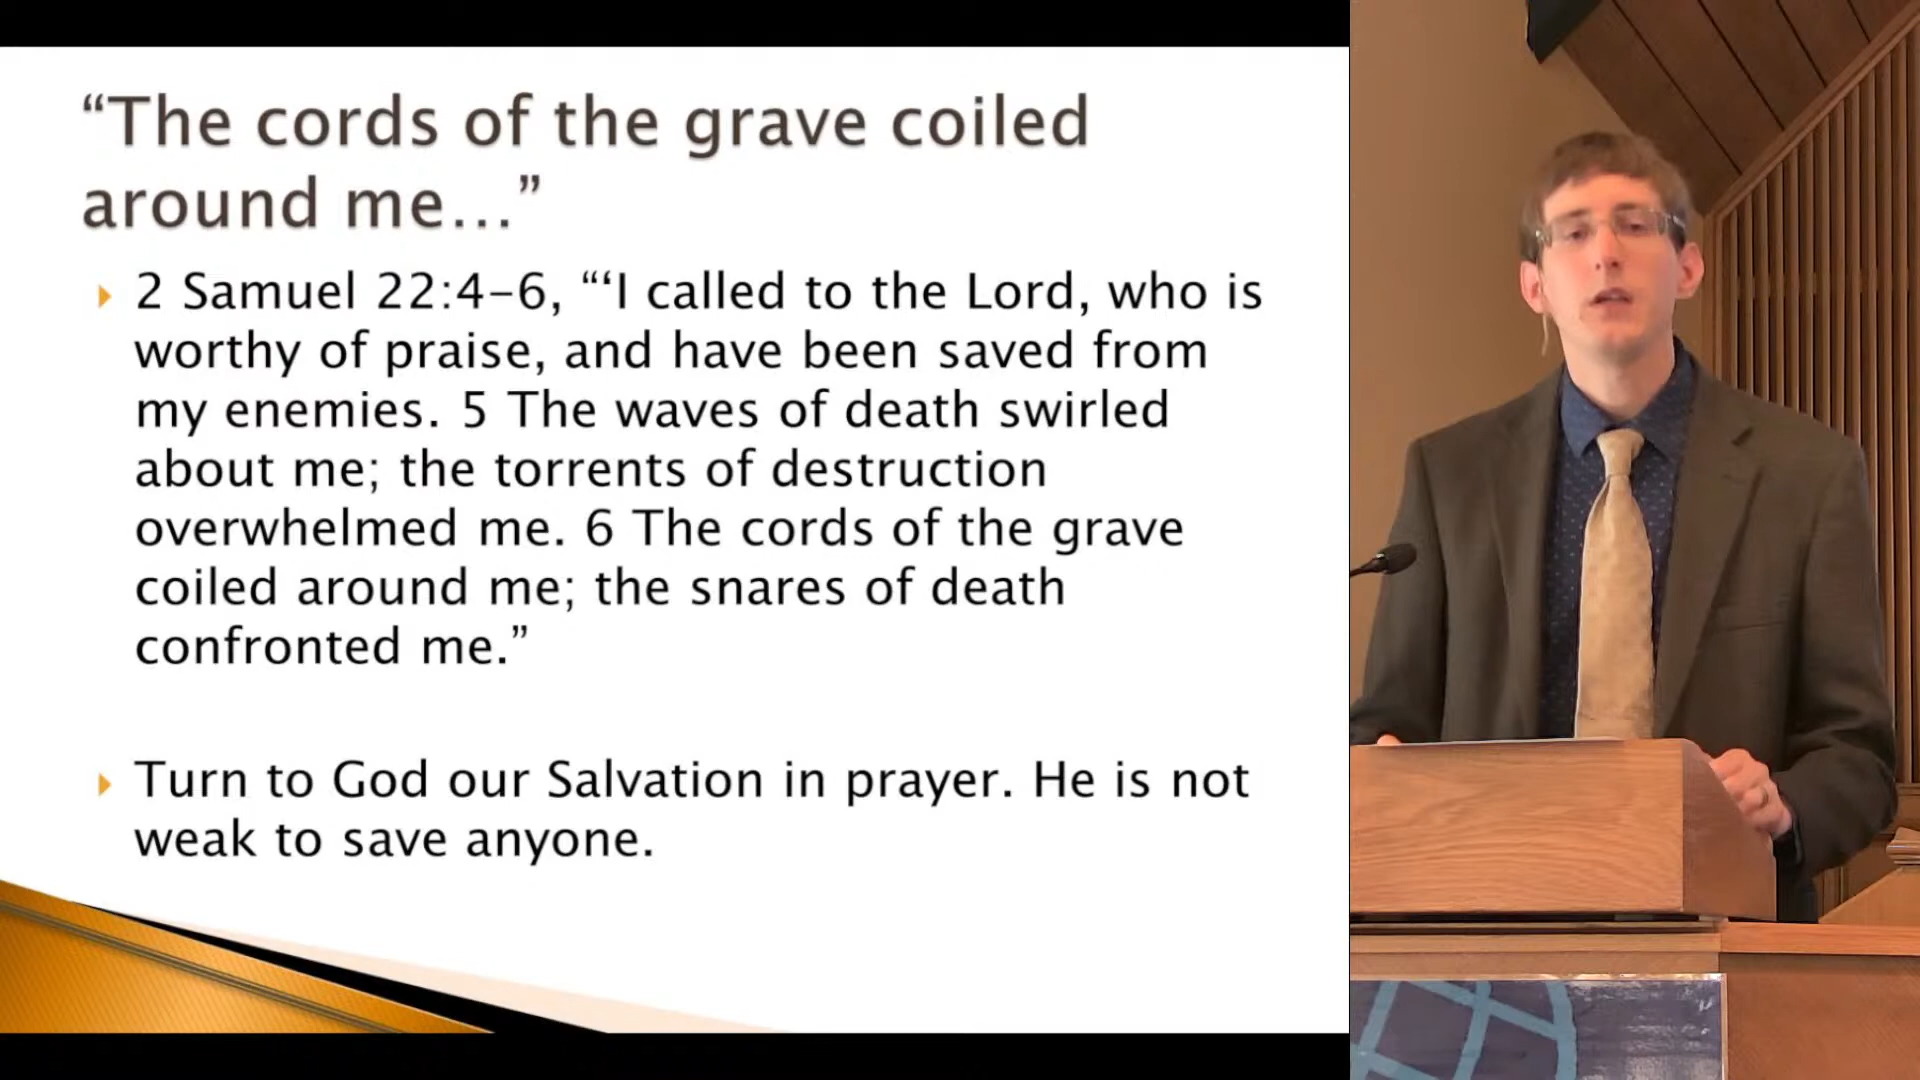 “The cords of the grave coiled
around me...”
2 Samuel 22:4–6, “‘I called to the Lord, who is
worthy of praise, and have been saved from
my enemies. 5 The waves of death swirled
about me; the torrents of destruction
overwhelmed me. 6 The cords of the grave
coiled around me; the snares of death
confronted me.”
Turn to God our Salvation in prayer. He is not
weak to save anyone.